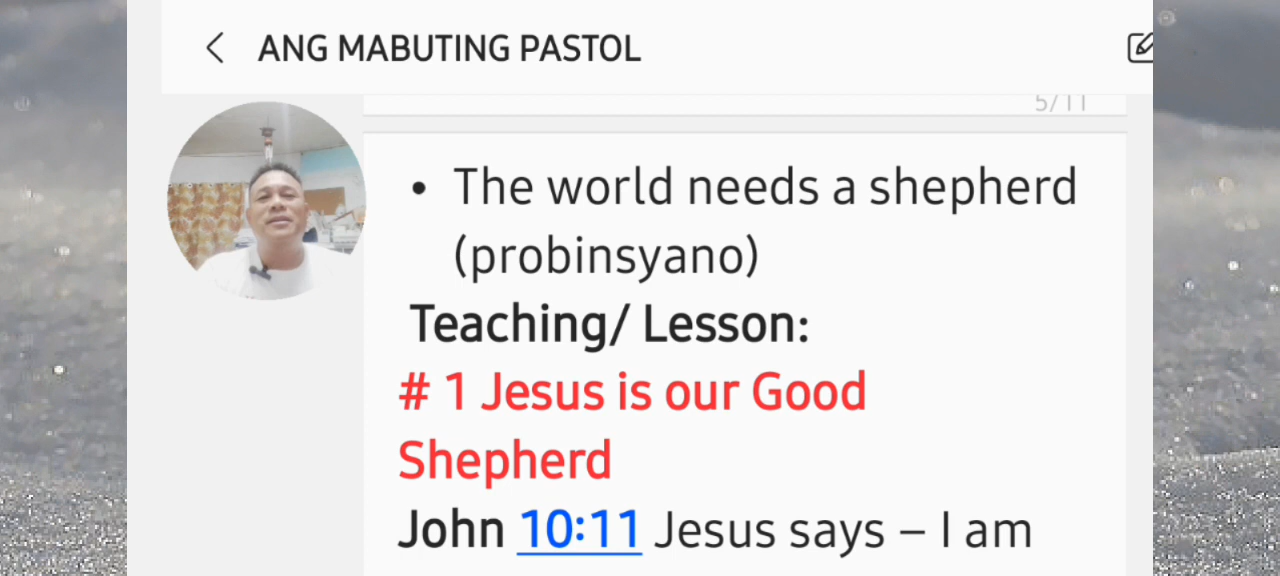 ANG MABUTING PASTOL
5/11
• The world needs a shepherd
(probinsyano)
Teaching/ Lesson:
# 1 Jesus is our Good
Shepherd
John 10:11 Jesus says – I am